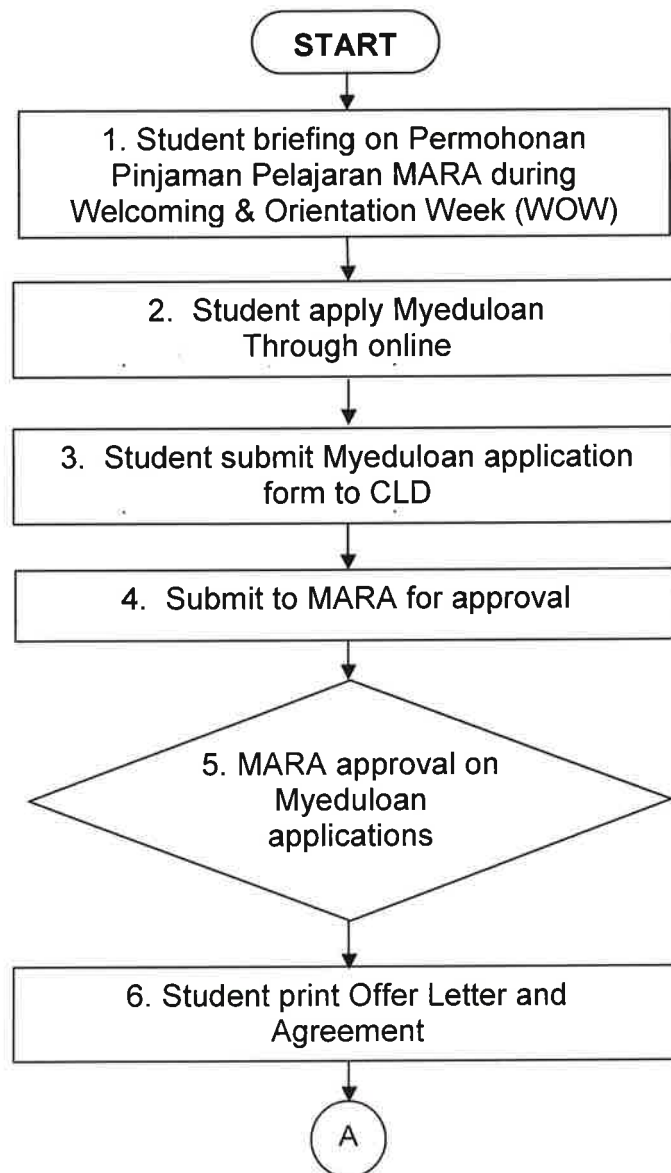 START
1. Student briefing on Permohonan
Pinjaman Pelajaran MARA during
Welcoming & Orientation Week (WOW)
2. Student apply Myeduloan
Through online
3. Student submit Myeduloan application
form to CLD
4. Submit to MARA for approval
5. MARA approval on
Myeduloan
applications
6. Student print Offer Letter and
Agreement
A